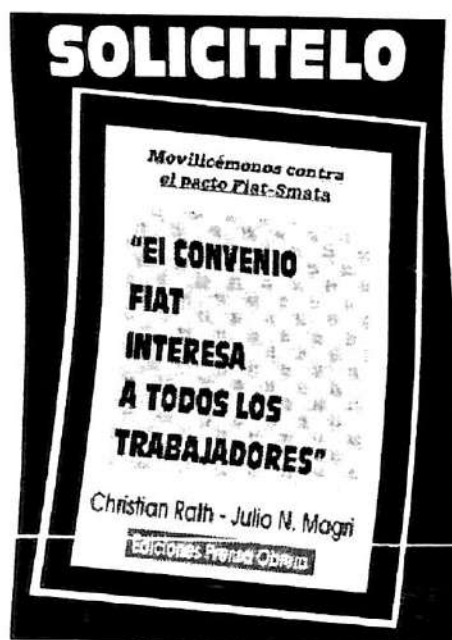 SOLICITELO
Movilicémonos contra
el pacto Fiat-Smata
"El CONVENIO
FIAT
INTERESA
A TODOS LOS
TRABAJADORES"
Christian Rath - Julio N. Magri
Ediciones Prensa Obrera